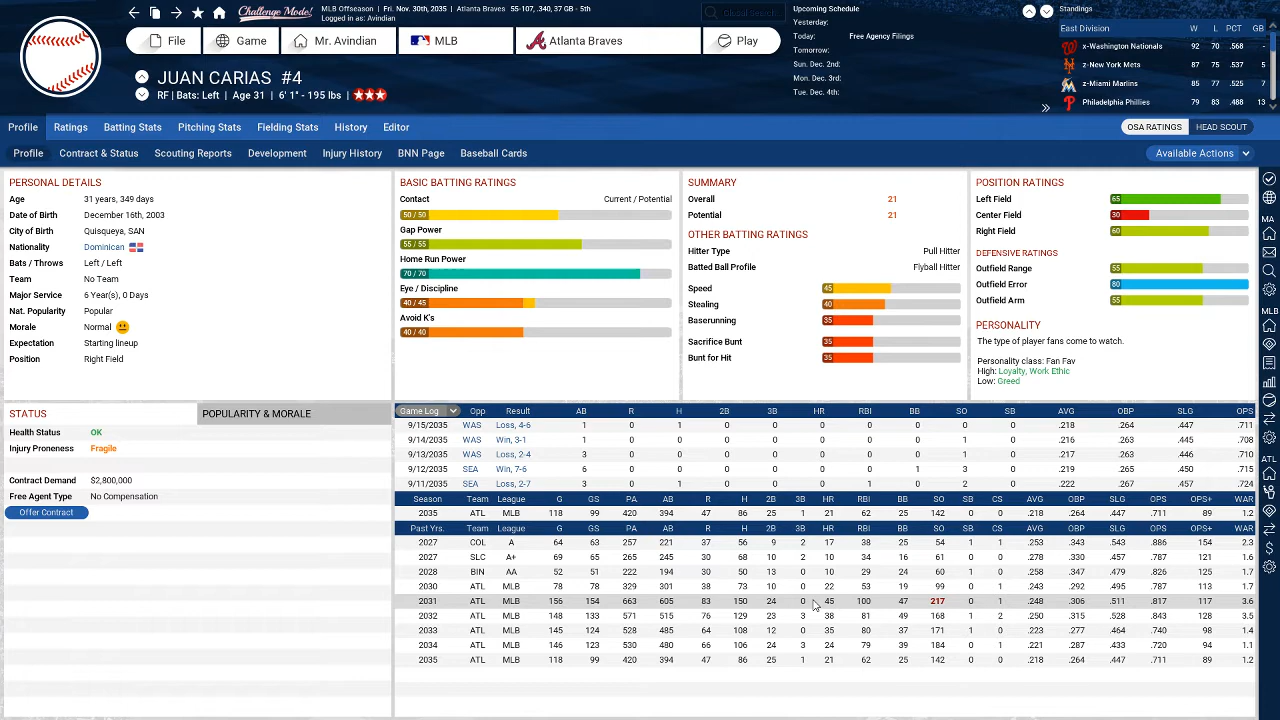 Challenge Mode!
MLB Offseason | Fri. Nov. 30th, 2035 | Atlanta Braves 55-107, .340, 37 GB - 5th
Logged in as: Avindian
Global Search...
File
Game
Mr. Avindian
MLB
Atlanta Braves
Play
Upcoming Schedule
Yesterday:
Today: Free Agency Filings
Tomorrow:
Sun. Dec. 2nd:
Mon. Dec. 3rd:
Tue. Dec. 4th:
Standings
East Division W L PCT GB
x-Washington Nationals 92 70 .568 -
z-New York Mets 87 75 .537 5
z-Miami Marlins 85 77 .525 7
Philadelphia Phillies 79 83 .488 13
JUAN CARIAS #4
RF | Bats: Left | Age 31 | 6' 1" - 195 lbs |
Profile Ratings Batting Stats Pitching Stats Fielding Stats History Editor
OSA RATINGS HEAD SCOUT
Profile Contract & Status Scouting Reports Development Injury History BNN Page Baseball Cards
Available Actions
PERSONAL DETAILS
Age 31 years, 349 days
Date of Birth December 16th, 2003
City of Birth Quisqueya, SAN
Nationality Dominican
Bats / Throws Left / Left
Team No Team
Major Service 6 Year(s), 0 Days
Nat. Popularity Popular
Morale Normal
Expectation Starting lineup
Position Right Field
BASIC BATTING RATINGS
Contact Current / Potential
50 / 50
Gap Power
55 / 55
Home Run Power
70 / 70
Eye / Discipline
40 / 45
Avoid K's
40 / 40
SUMMARY
Overall 21
Potential 21
OTHER BATTING RATINGS
Hitter Type Pull Hitter
Batted Ball Profile Flyball Hitter
Speed 45
Stealing 40
Baserunning 35
Sacrifice Bunt 35
Bunt for Hit 35
POSITION RATINGS
Left Field 65
Center Field 30
Right Field 60
DEFENSIVE RATINGS
Outfield Range 55
Outfield Error 80
Outfield Arm 55
PERSONALITY
The type of player fans come to watch.
Personality class: Fan Fav
High: Loyalty, Work Ethic
Low: Greed
STATUS
POPULARITY & MORALE
Health Status OK
Injury Proneness Fragile
Contract Demand $2,800,000
Free Agent Type No Compensation
Offer Contract
Game Log Opp Result AB R H 2B 3B HR RBI BB SO SB AVG OBP SLG OPS
9/15/2035 WAS Loss, 4-6 1 0 1 0 0 0 0 0 0 0 .218 .264 .447 .711
9/14/2035 WAS Win, 3-1 1 0 0 0 0 0 0 0 1 0 .216 .263 .445 .708
9/13/2035 WAS Loss, 2-4 3 0 0 0 0 0 0 0 1 0 .217 .263 .446 .710
9/12/2035 SEA Win, 7-6 6 0 1 0 0 0 0 1 3 0 .219 .265 .450 .715
9/11/2035 SEA Loss, 2-7 3 0 1 0 0 0 1 0 2 0 .222 .267 .457 .724
Season Team League G GS PA AB R H 2B 3B HR RBI BB SO SB CS AVG OBP SLG OPS OPS+ WAR
2035 ATL MLB 118 99 420 394 47 86 25 1 21 62 25 142 0 0 .218 .264 .447 .711 89 1.2
Past Yrs. Team League G GS PA AB R H 2B 3B HR RBI BB SO SB CS AVG OBP SLG OPS OPS+ WAR
2027 COL A 64 63 257 221 37 56 9 2 17 38 25 54 1 1 .253 .343 .543 .886 154 2.3
2027 SLC A+ 69 65 265 245 30 68 10 2 10 34 16 61 0 0 .278 .330 .457 .787 121 1.6
2028 BIN AA 52 51 222 194 30 50 13 0 10 29 24 60 1 0 .258 .347 .479 .826 125 1.7
2030 ATL MLB 78 78 329 301 38 73 10 0 22 53 19 99 0 0 .243 .292 .495 .787 113 1.7
2031 ATL MLB 156 154 663 605 83 150 24 0 45 100 47 217 0 1 .248 .306 .511 .817 117 3.6
2032 ATL MLB 148 133 571 515 76 129 23 3 38 81 49 168 1 2 .250 .315 .528 .843 128 3.5
2033 ATL MLB 145 124 528 485 64 108 12 0 35 80 37 171 0 1 .223 .277 .464 .740 98 1.4
2034 ATL MLB 146 123 530 480 66 106 24 3 24 79 39 184 0 1 .221 .287 .433 .720 94 1.1
2035 ATL MLB 118 99 420 394 47 86 25 1 21 62 25 142 0 0 .218 .264 .447 .711 89 1.2
MA
MLB
ATL